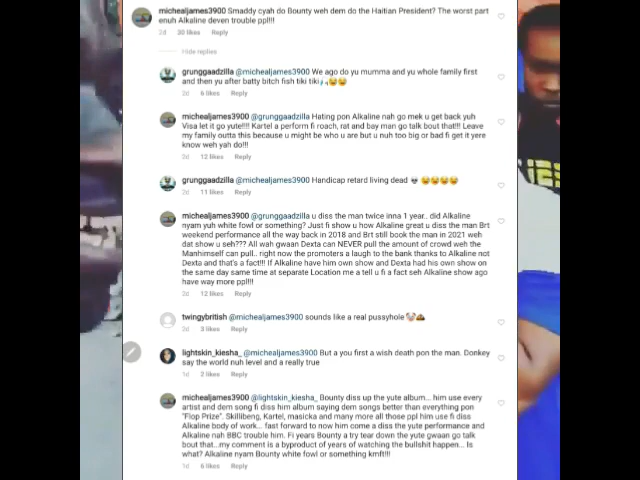 michealjames3900 Smaddy cyah do Bounty weh dem do the Haitian President? The worst part
enuh Alkaline deven trouble ppl!!!
2d 30 likes Reply
Hide replies
grunggaadzilla @michealjames3900 We ago do yu mumma and yu whole family first
and then yu after batty bitch fish tiki tiki
2d 6 likes Reply
michealjames3900 @grunggaadzilla Hating pon Alkaline nah go mek u get back yuh
Visa let it go yute!!!! Kartel a perform fi roach, rat and bay man go talk bout that!!! Leave
my family outta this because u might be who u are but u nuh too big or bad fi get it yere
know weh yah do!!!
2d 12 likes Reply
grunggaadzilla @michealjames3900 Handicap retard living dead 💀 😂😂😂😂
2d 11 likes Reply
michealjames3900 @grunggaadzilla u diss the man twice inna 1 year.. did Alkaline
nyam yuh white fowl or something? Just fi show u how Alkaline great u diss the man Brt
weekend performance all the way back in 2018 and Brt still book the man in 2021 weh
dat show u seh??? All wah gwaan Dexta can NEVER pull the amount of crowd weh the
Manhimself can pull.. right now the promoters a laugh to the bank thanks to Alkaline not
Dexta and that's a fact!!! If Alkaline have him own show and Dexta had his own show on
the same day same time at separate Location me a tell u fi a fact seh Alkaline show ago
have way more ppl!!!
2d 12 likes Reply
twingybritish @michealjames3900 sounds like a real pussyhole
2d 3 likes Reply
lightskin_kiesha_ @michealjames3900 But a you first a wish death pon the man. Donkey
say the world nuh level and a really true
1d 2 likes Reply
michealjames3900 @lightskin_kiesha_ Bounty diss up the yute album... him use every
artist and dem song fi diss him album saying dem songs better than everything pon
"Flop Prize". Skillibeng, Kartel, masicka and many more all those ppl him use fi diss
Alkaline body of work... fast forward to now him come a diss the yute performance and
Alkaline nah BBC trouble him. Fi years Bounty a try tear down the yute gwaan go talk
bout that...my comment is a byproduct of years of watching the bullshit happen... Is
what? Alkaline nyam Bounty white fowl or something kmft!!!
1d 6 likes Reply